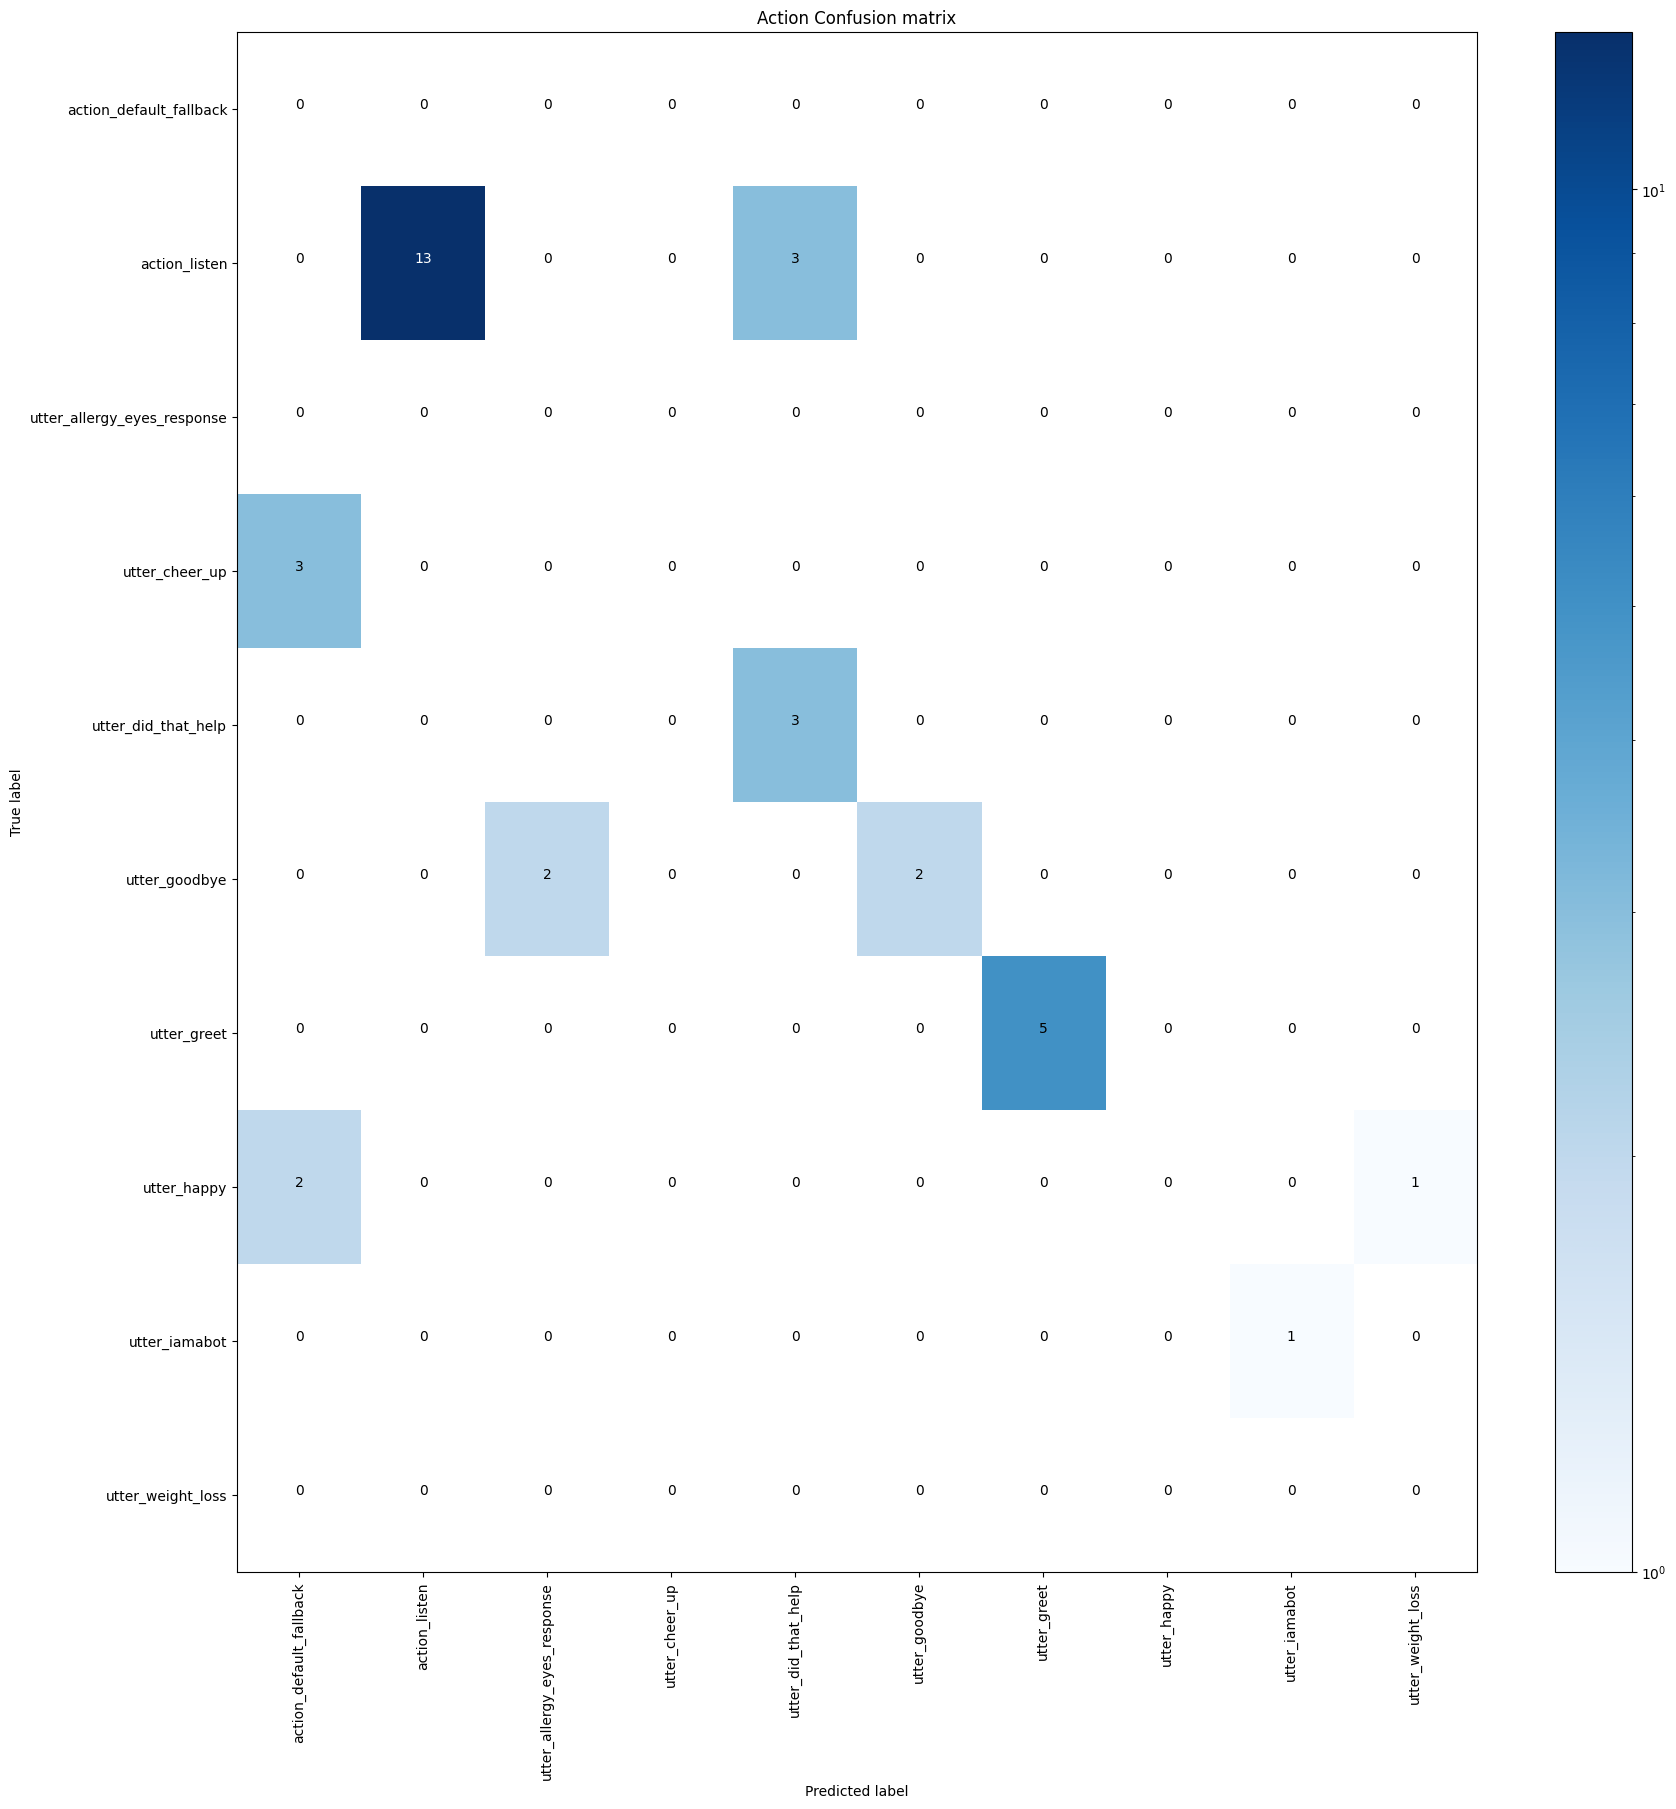 Action Confusion matrix
action_default_fallback 0 0 0 0 0 0 0 0 0 0
10¹
action_listen 0 13 0 0 3 0 0 0 0 0
utter_allergy_eyes_response 0 0 0 0 0 0 0 0 0 0
utter_cheer_up 3 0 0 0 0 0 0 0 0 0
utter_did_that_help 0 0 0 0 3 0 0 0 0 0
True label
utter_goodbye 0 0 2 0 0 2 0 0 0 0
utter_greet 0 0 0 0 0 0 5 0 0 0
utter_happy 2 0 0 0 0 0 0 0 0 1
utter_iamabot 0 0 0 0 0 0 0 0 1 0
utter_weight_loss 0 0 0 0 0 0 0 0 0 0
10⁰
action_default_fallback
action_listen
utter_allergy_eyes_response
utter_cheer_up
utter_did_that_help
utter_goodbye
utter_greet
utter_happy
utter_iamabot
utter_weight_loss
Predicted label